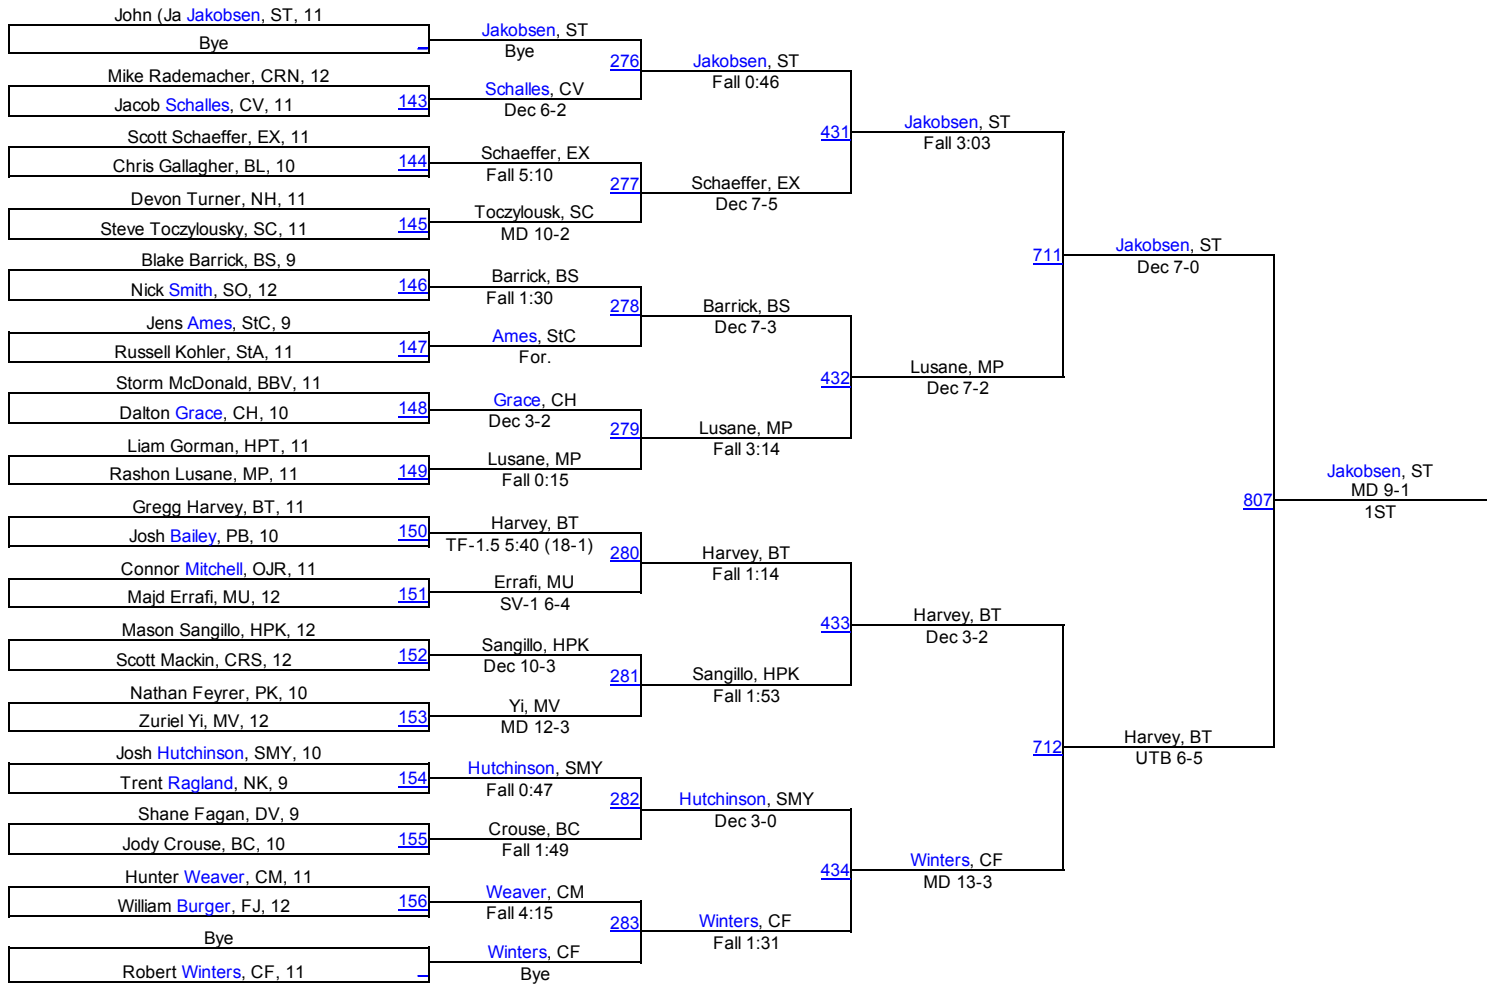 John (Ja Jakobsen, ST, 11
Bye
Mike Rademacher, CRN, 12
Jacob Schalles, CV, 11
143
Scott Schaeffer, EX, 11
Chris Gallagher, BL, 10
144
Devon Turner, NH, 11
Steve Toczylousky, SC, 11
145
Blake Barrick, BS, 9
Nick Smith, SO, 12
146
Jens Ames, StC, 9
Russell Kohler, StA, 11
147
Storm McDonald, BBV, 11
Dalton Grace, CH, 10
148
Liam Gorman, HPT, 11
Rashon Lusane, MP, 11
149
Gregg Harvey, BT, 11
Josh Bailey, PB, 10
150
Connor Mitchell, OJR, 11
Majd Errafi, MU, 12
151
Mason Sangillo, HPK, 12
Scott Mackin, CRS, 12
152
Nathan Feyrer, PK, 10
Zuriel Yi, MV, 12
153
Josh Hutchinson, SMY, 10
Trent Ragland, NK, 9
154
Shane Fagan, DV, 9
Jody Crouse, BC, 10
155
Hunter Weaver, CM, 11
William Burger, FJ, 12
156
Bye
Robert Winters, CF, 11
Jakobsen, ST
Bye
276
Schalles, CV
Dec 6-2
Schaeffer, EX
Fall 5:10
277
Toczylousk, SC
MD 10-2
Barrick, BS
Fall 1:30
278
Ames, StC
For.
Grace, CH
Dec 3-2
279
Lusane, MP
Fall 0:15
Harvey, BT
TF-1.5 5:40 (18-1)
280
Errafi, MU
SV-1 6-4
Sangillo, HPK
Dec 10-3
281
Yi, MV
MD 12-3
Hutchinson, SMY
Fall 0:47
282
Crouse, BC
Fall 1:49
Weaver, CM
Fall 4:15
283
Winters, CF
Bye
Jakobsen, ST
Fall 0:46
431
Schaeffer, EX
Dec 7-5
Barrick, BS
Dec 7-3
432
Lusane, MP
Fall 3:14
Harvey, BT
Fall 1:14
433
Sangillo, HPK
Fall 1:53
Hutchinson, SMY
Dec 3-0
434
Winters, CF
Fall 1:31
Jakobsen, ST
Fall 3:03
711
Lusane, MP
Dec 7-2
Harvey, BT
Dec 3-2
712
Winters, CF
MD 13-3
Jakobsen, ST
Dec 7-0
807
Harvey, BT
UTB 6-5
Jakobsen, ST
MD 9-1
1ST